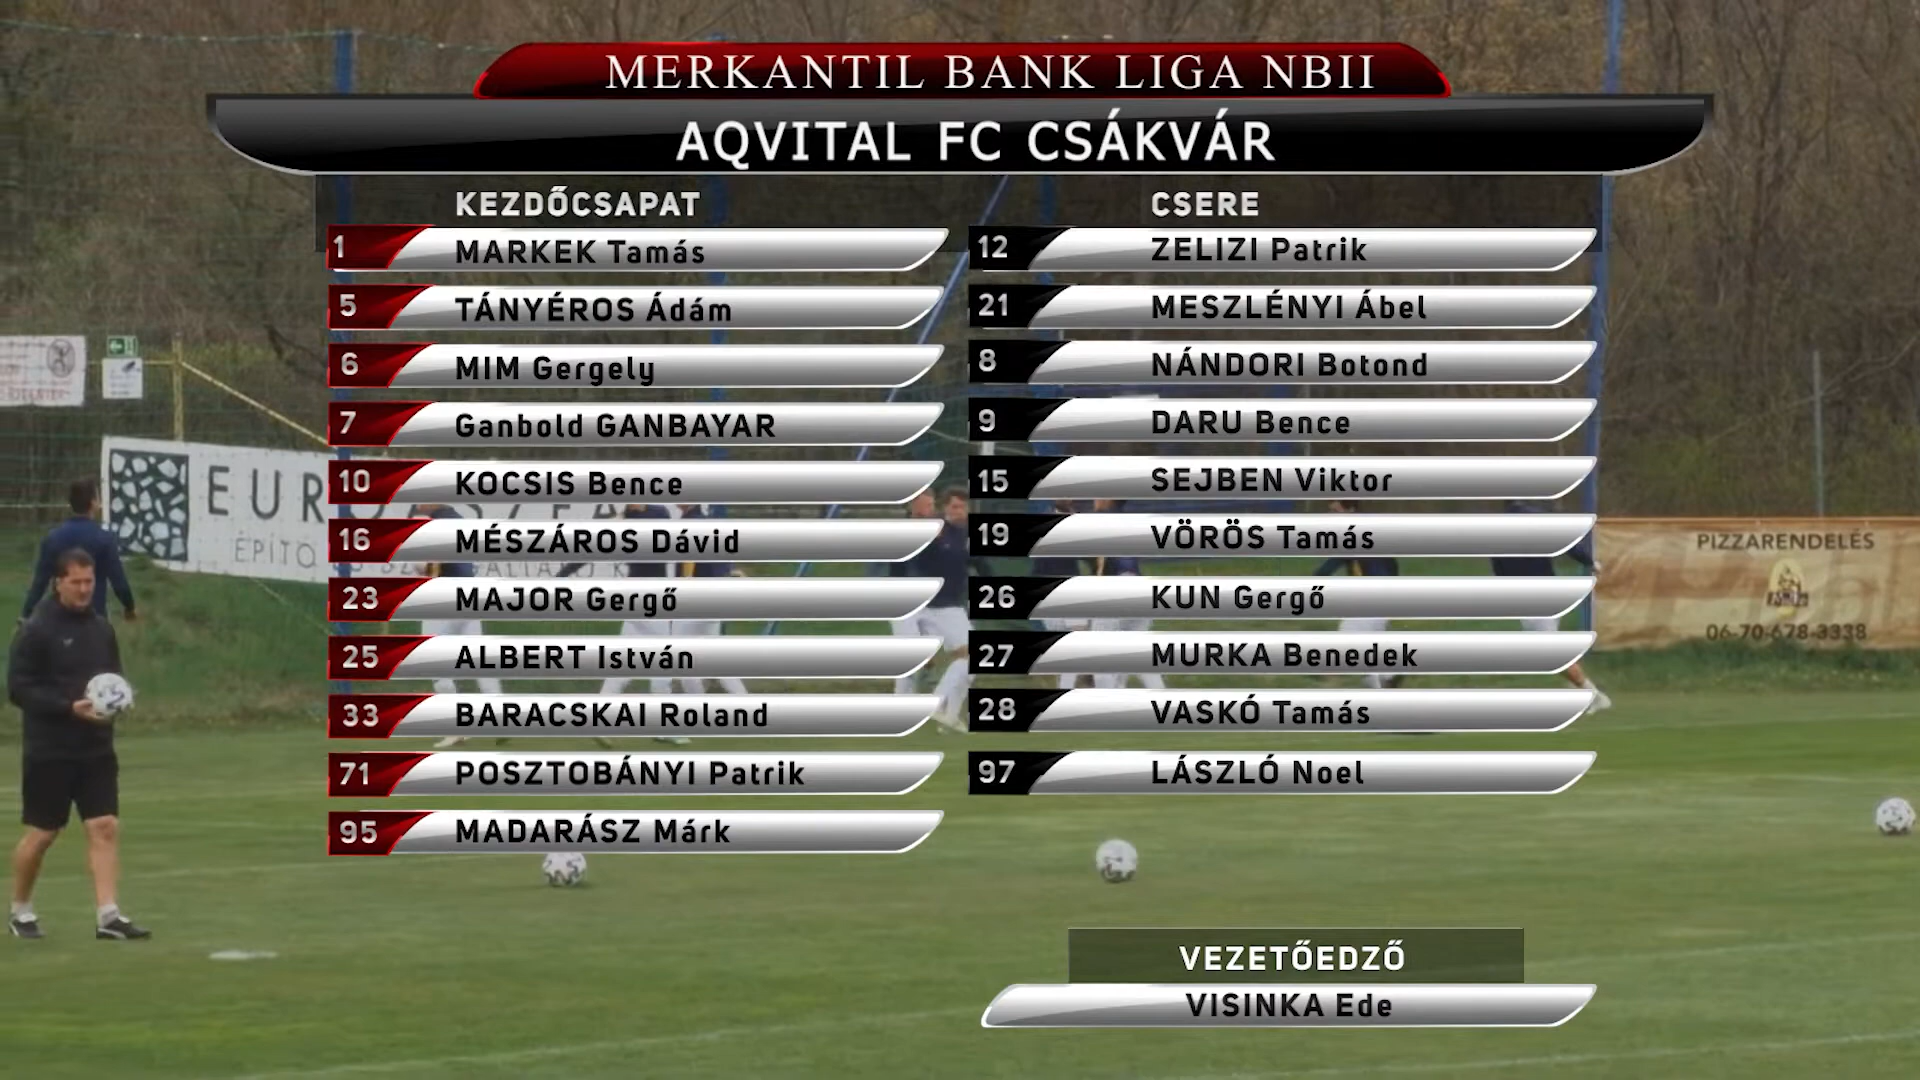 MERKANTIL BANK LIGA NBII
AQVITAL FC CSÁKVÁR
KEZDŐCSAPAT
1 MARKEK Tamás
5 TÁNYÉROS Ádám
6 MIM Gergely
7 Ganbold GANBAYAR
10 KOCSIS Bence
16 MÉSZÁROS Dávid
23 MAJOR Gergő
25 ALBERT István
33 BARACSKAI Roland
71 POSZTOBÁNYI Patrik
95 MADARÁSZ Márk
CSERE
12 ZELIZI Patrik
21 MESZLÉNYI Ábel
8 NÁNDORI Botond
9 DARU Bence
15 SEJBEN Viktor
19 VÖRÖS Tamás
26 KUN Gergő
27 MURKA Benedek
28 VASKÓ Tamás
97 LÁSZLÓ Noel
VEZETŐEDZŐ
VISINKA Ede
PIZZARENDELÉS
06-70-678-3338